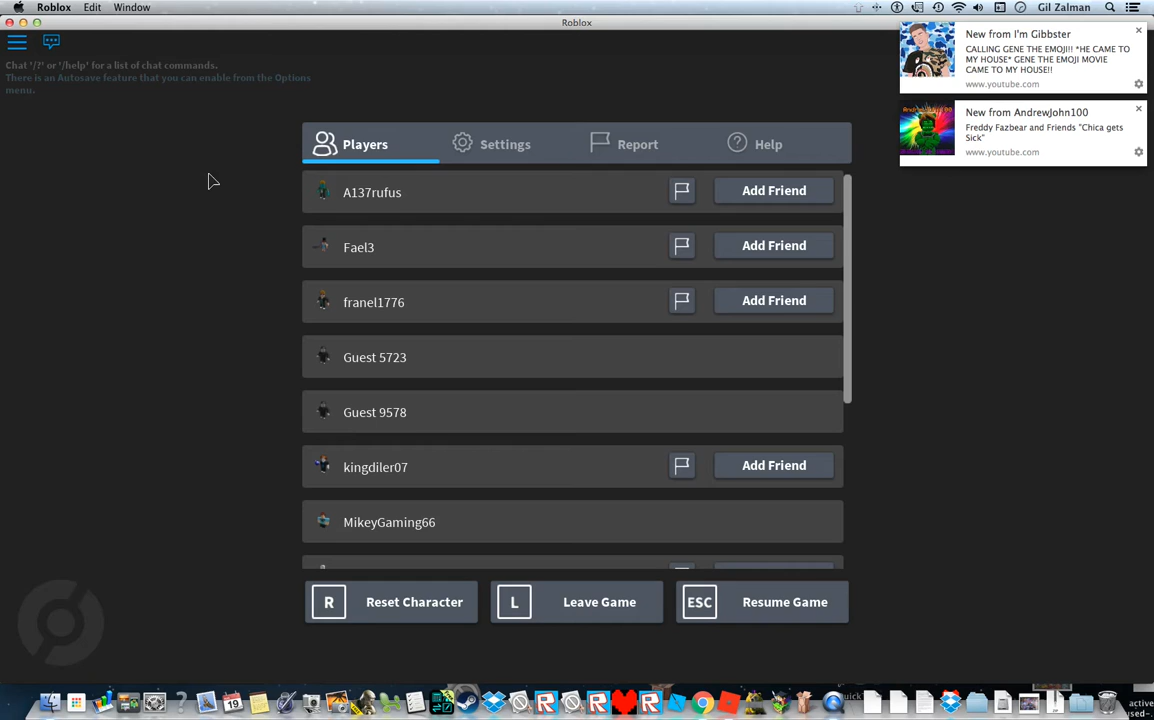 Roblox Edit Window
Gil Zalman
Roblox
Chat '/?' or '/help' for a list of chat commands.
There is an Autosave feature that you can enable from the Options
menu.
New from I'm Gibbster
CALLING GENE THE EMOJI!! *HE CAME TO
MY HOUSE* GENE THE EMOJI MOVIE
CAME TO MY HOUSE!!
www.youtube.com
New from AndrewJohn100
Freddy Fazbear and Friends "Chica gets
Sick"
www.youtube.com
Players Settings Report Help
A137rufus Add Friend
Fael3 Add Friend
franel1776 Add Friend
Guest 5723
Guest 9578
kingdiler07 Add Friend
MikeyGaming66
R Reset Character L Leave Game ESC Resume Game
19
active
used-